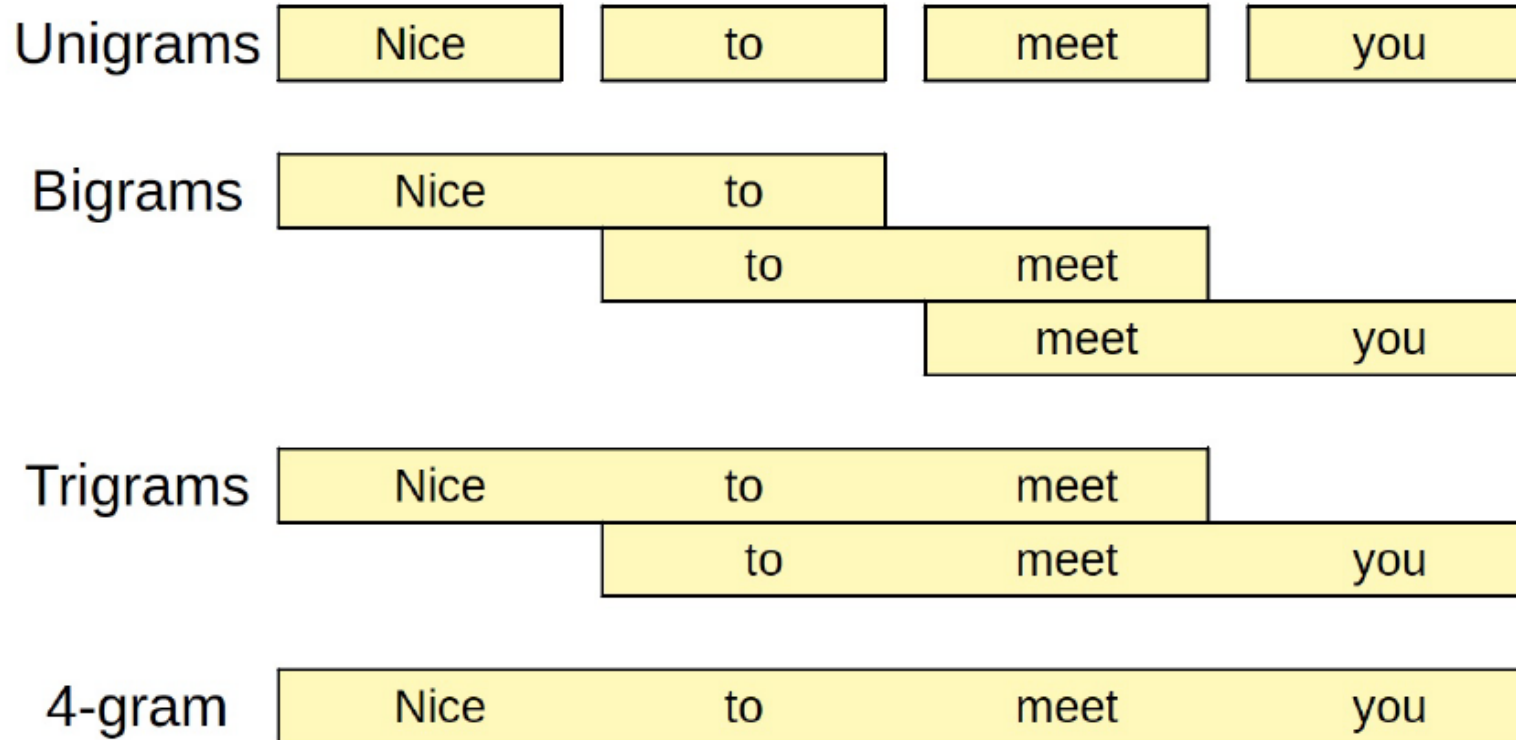 Unigrams Nice to meet you
Bigrams Nice to
to meet
meet you
Trigrams Nice to meet
to meet you
4-gram Nice to meet you